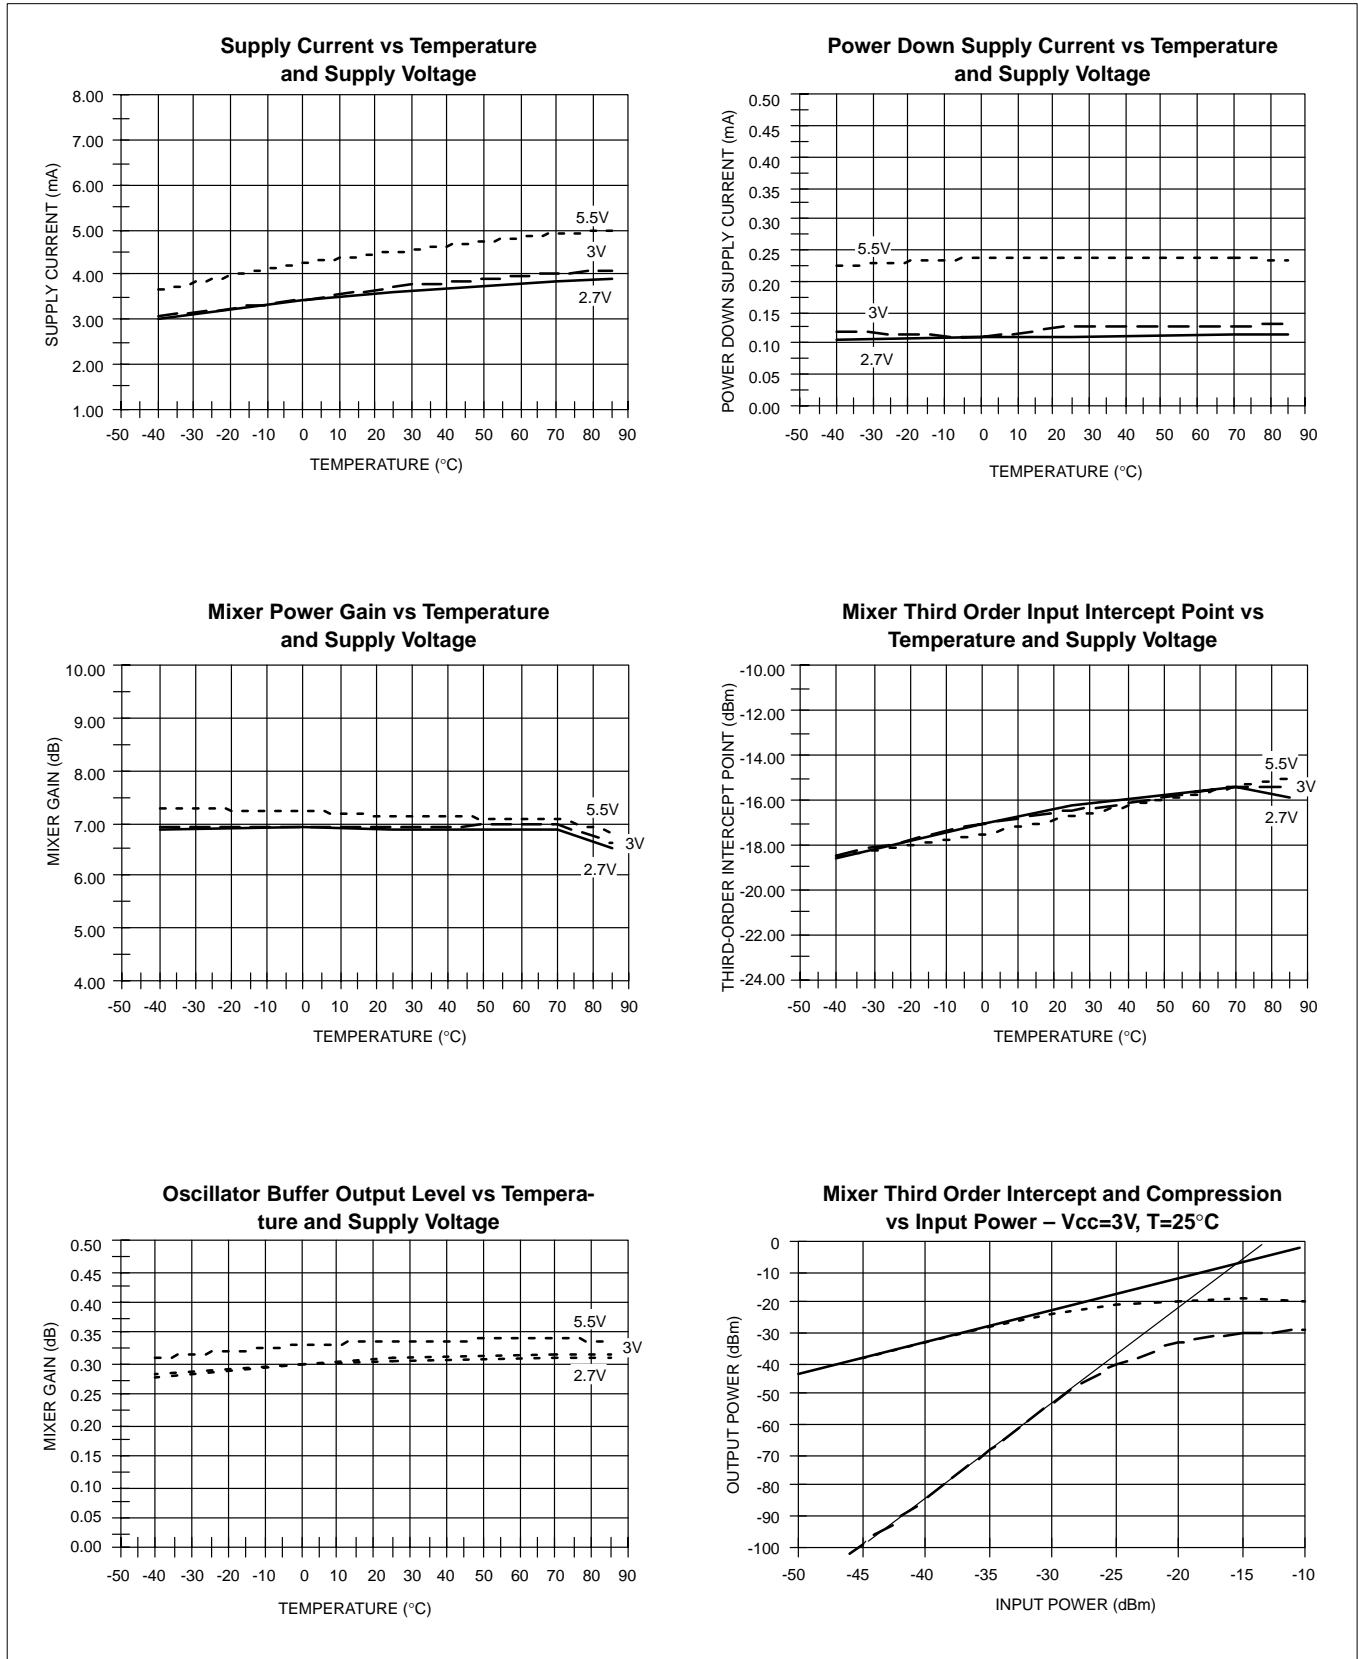 Supply Current vs Temperature
and Supply Voltage
8.00
7.00
6.00
5.00
4.00
3.00
2.00
1.00
SUPPLY CURRENT (mA)
5.5V
3V
2.7V
-50 -40 -30 -20 -10 0 10 20 30 40 50 60 70 80 90
TEMPERATURE (°C)
Power Down Supply Current vs Temperature
and Supply Voltage
0.50
0.45
0.40
0.35
0.30
0.25
0.20
0.15
0.10
0.05
0.00
POWER DOWN SUPPLY CURRENT (mA)
5.5V
3V
2.7V
-50 -40 -30 -20 -10 0 10 20 30 40 50 60 70 80 90
TEMPERATURE (°C)
Mixer Power Gain vs Temperature
and Supply Voltage
10.00
9.00
8.00
7.00
6.00
5.00
4.00
MIXER GAIN (dB)
5.5V
3V
2.7V
-50 -40 -30 -20 -10 0 10 20 30 40 50 60 70 80 90
TEMPERATURE (°C)
Mixer Third Order Input Intercept Point vs
Temperature and Supply Voltage
-10.00
-12.00
-14.00
-16.00
-18.00
-20.00
-22.00
-24.00
THIRD-ORDER INTERCEPT POINT (dBm)
5.5V
3V
2.7V
-50 -40 -30 -20 -10 0 10 20 30 40 50 60 70 80 90
TEMPERATURE (°C)
Oscillator Buffer Output Level vs Tempera-
ture and Supply Voltage
0.50
0.45
0.40
0.35
0.30
0.25
0.20
0.15
0.10
0.05
0.00
MIXER GAIN (dB)
5.5V
3V
2.7V
-50 -40 -30 -20 -10 0 10 20 30 40 50 60 70 80 90
TEMPERATURE (°C)
Mixer Third Order Intercept and Compression
vs Input Power – Vcc=3V, T=25°C
0
-10
-20
-30
-40
-50
-60
-70
-80
-90
-100
OUTPUT POWER (dBm)
-50 -45 -40 -35 -30 -25 -20 -15 -10
INPUT POWER (dBm)